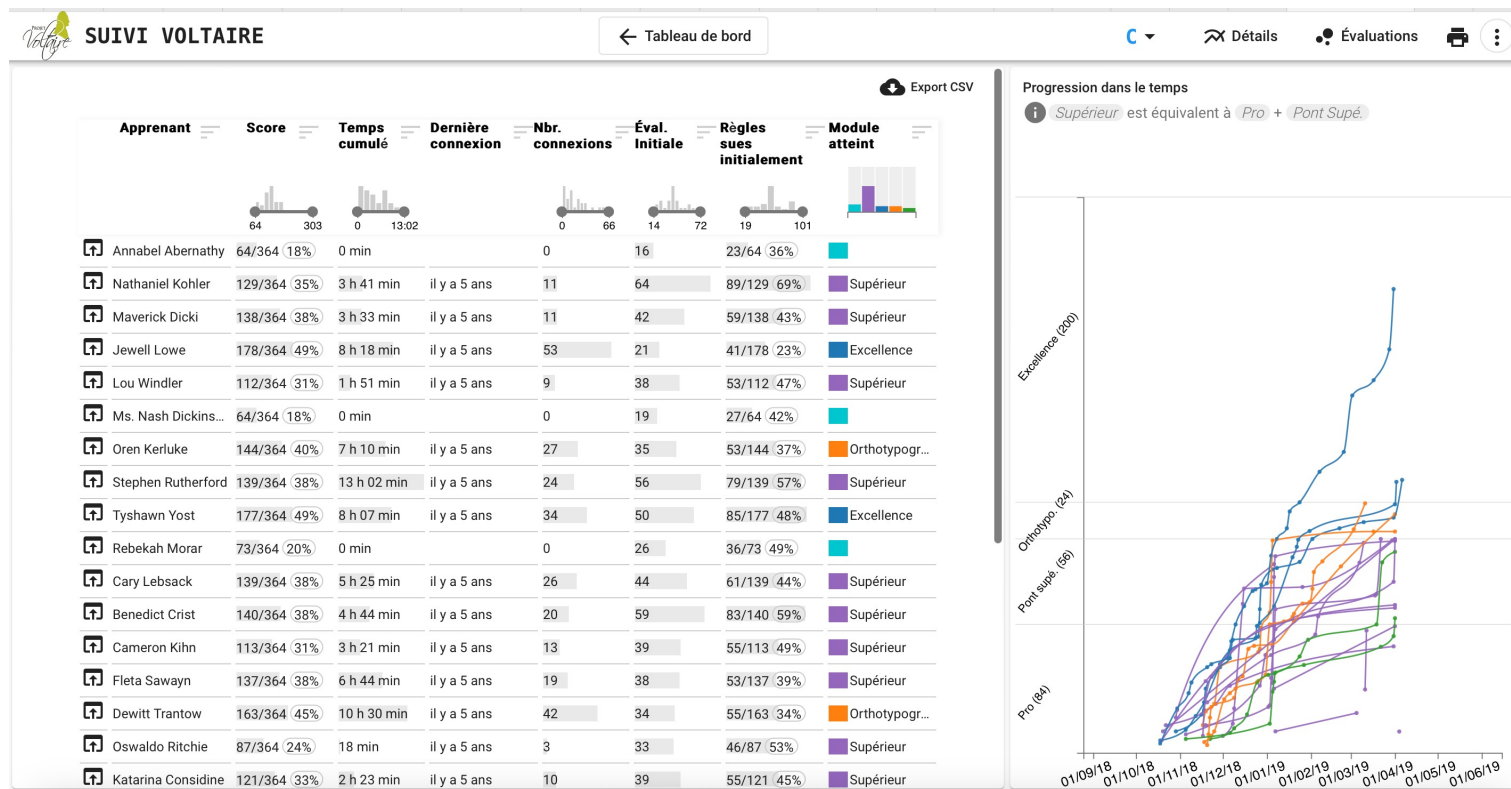 PROJET
Voltaire
SUIVI VOLTAIRE
Tableau de bord
C
Détails
Évaluations
Export CSV
Apprenant Score Temps cumulé Dernière connexion Nbr. connexions Éval. Initiale Règles sues initialement Module atteint
64 303 0 13:02 0 66 14 72 19 101
Annabel Abernathy 64/364 18% 0 min 0 16 23/64 36%
Nathaniel Kohler 129/364 35% 3 h 41 min il y a 5 ans 11 64 89/129 69% Supérieur
Maverick Dicki 138/364 38% 3 h 33 min il y a 5 ans 11 42 59/138 43% Supérieur
Jewell Lowe 178/364 49% 8 h 18 min il y a 5 ans 53 21 41/178 23% Excellence
Lou Windler 112/364 31% 1 h 51 min il y a 5 ans 9 38 53/112 47% Supérieur
Ms. Nash Dickins... 64/364 18% 0 min 0 19 27/64 42%
Oren Kerluke 144/364 40% 7 h 10 min il y a 5 ans 27 35 53/144 37% Orthotypogr...
Stephen Rutherford 139/364 38% 13 h 02 min il y a 5 ans 24 56 79/139 57% Supérieur
Tyshawn Yost 177/364 49% 8 h 07 min il y a 5 ans 34 50 85/177 48% Excellence
Rebekah Morar 73/364 20% 0 min 0 26 36/73 49%
Cary Lebsack 139/364 38% 5 h 25 min il y a 5 ans 26 44 61/139 44% Supérieur
Benedict Crist 140/364 38% 4 h 44 min il y a 5 ans 20 59 83/140 59% Supérieur
Cameron Kihn 113/364 31% 3 h 21 min il y a 5 ans 13 39 55/113 49% Supérieur
Fleta Sawayn 137/364 38% 6 h 44 min il y a 5 ans 19 38 53/137 39% Supérieur
Dewitt Trantow 163/364 45% 10 h 30 min il y a 5 ans 42 34 55/163 34% Orthotypogr...
Oswaldo Ritchie 87/364 24% 18 min il y a 5 ans 3 33 46/87 53% Supérieur
Katarina Considine 121/364 33% 2 h 23 min il y a 5 ans 10 39 55/121 45% Supérieur
Progression dans le temps
Supérieur est équivalent à Pro + Pont Supé.
Excellence (200)
Orthotypo. (24)
Pont supé. (56)
Pro (84)
01/09/18 01/10/18 01/11/18 01/12/18 01/01/19 01/02/19 01/03/19 01/04/19 01/05/19 01/06/19